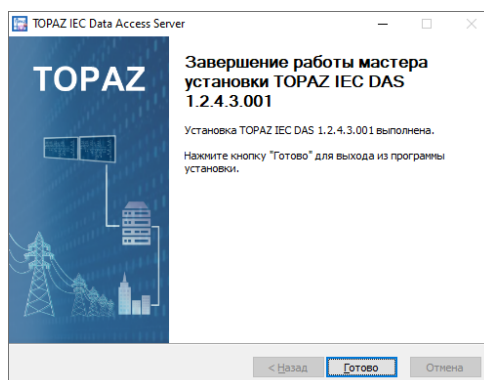 TOPAZ IEC Data Access Server
TOPAZ
Завершение работы мастера
установки TOPAZ IEC DAS
1.2.4.3.001
Установка TOPAZ IEC DAS 1.2.4.3.001 выполнена.
Нажмите кнопку "Готово" для выхода из программы
установки.
< Назад
Готово
Отмена